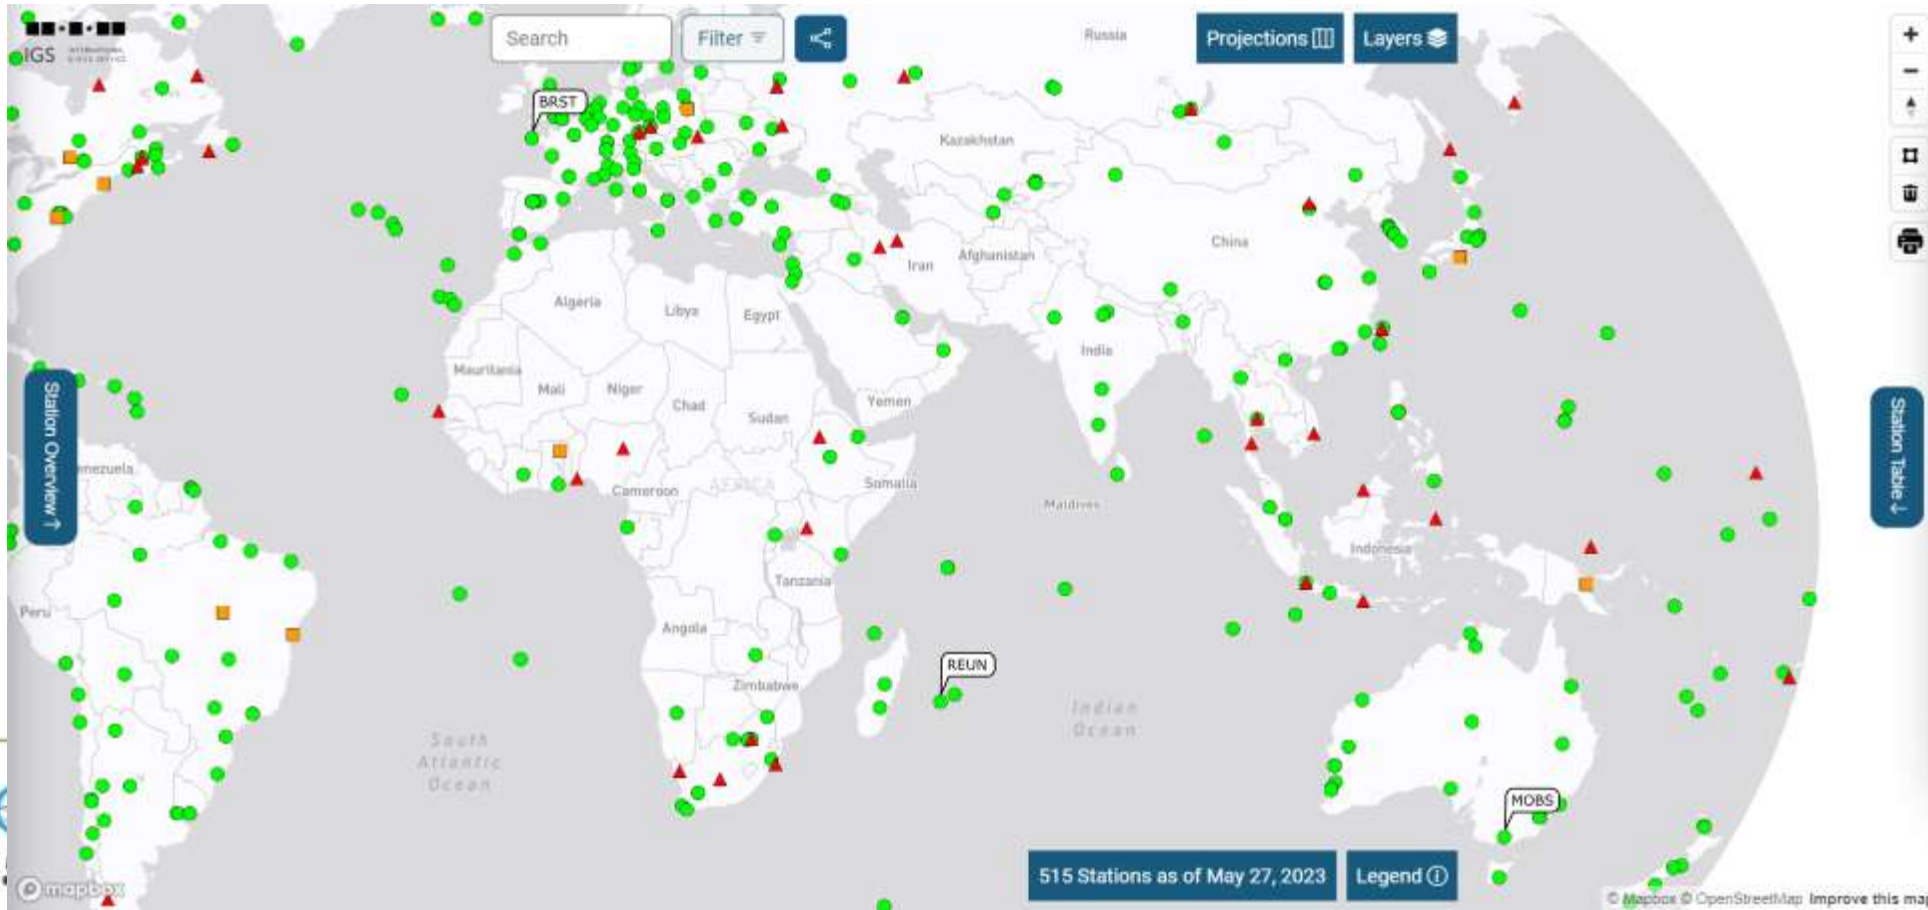 IGS
Search
Filter
Projections
Layers
Russia
BRST
Kazakhstan
China
Iran
Afghanistan
Algeria
Libya
Egypt
India
Mauritania
Mali
Niger
Chad
Sudan
Yemen
Station Overview ↑
Station Table ↓
enezuela
Cameroon
AFRICA
Somalia
Maldives
Indonesia
Tanzania
Peru
Angola
REUN
Zimbabwe
Indian
Ocean
South
Atlantic
Ocean
MOBS
515 Stations as of May 27, 2023
Legend
mapbox
© Mapbox © OpenStreetMap Improve this ma